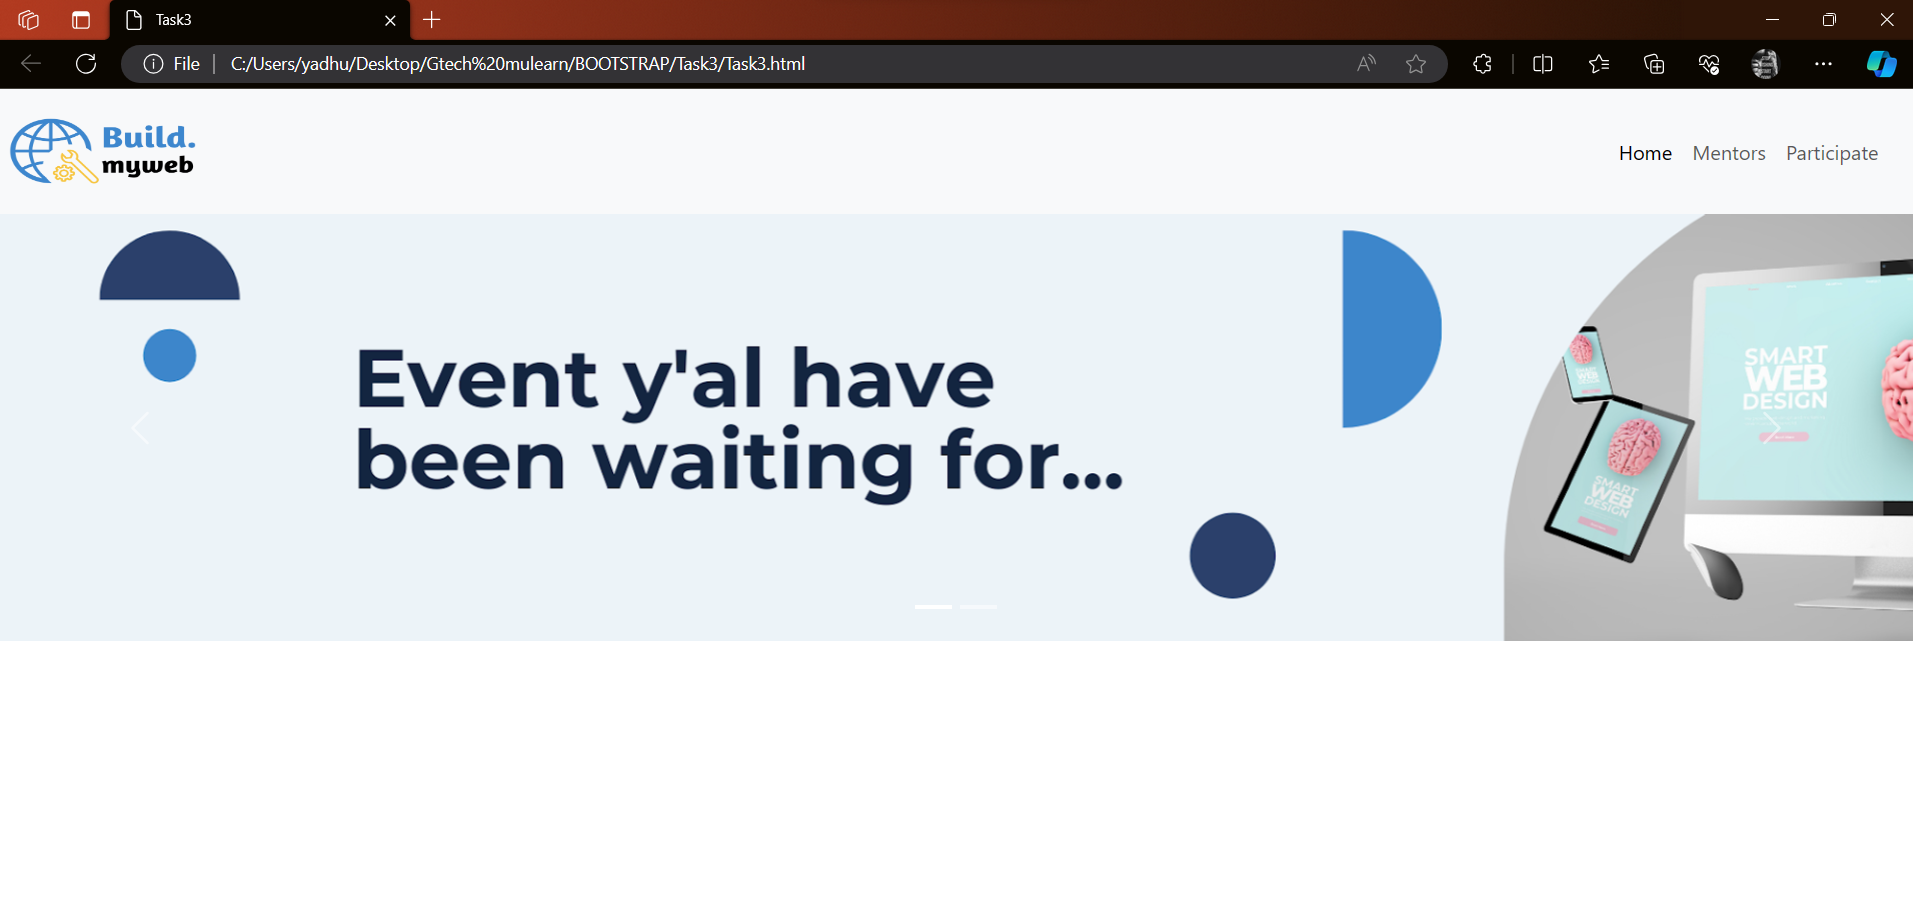 Task3
File
C:/Users/yadhu/Desktop/Gtech%20mulearn/BOOTSTRAP/Task3/Task3.html
Build.
myweb
Home Mentors Participate
Event y'al have
been waiting for...
SMART
WEB
DESIGN
SMART
WEB
DESIGN